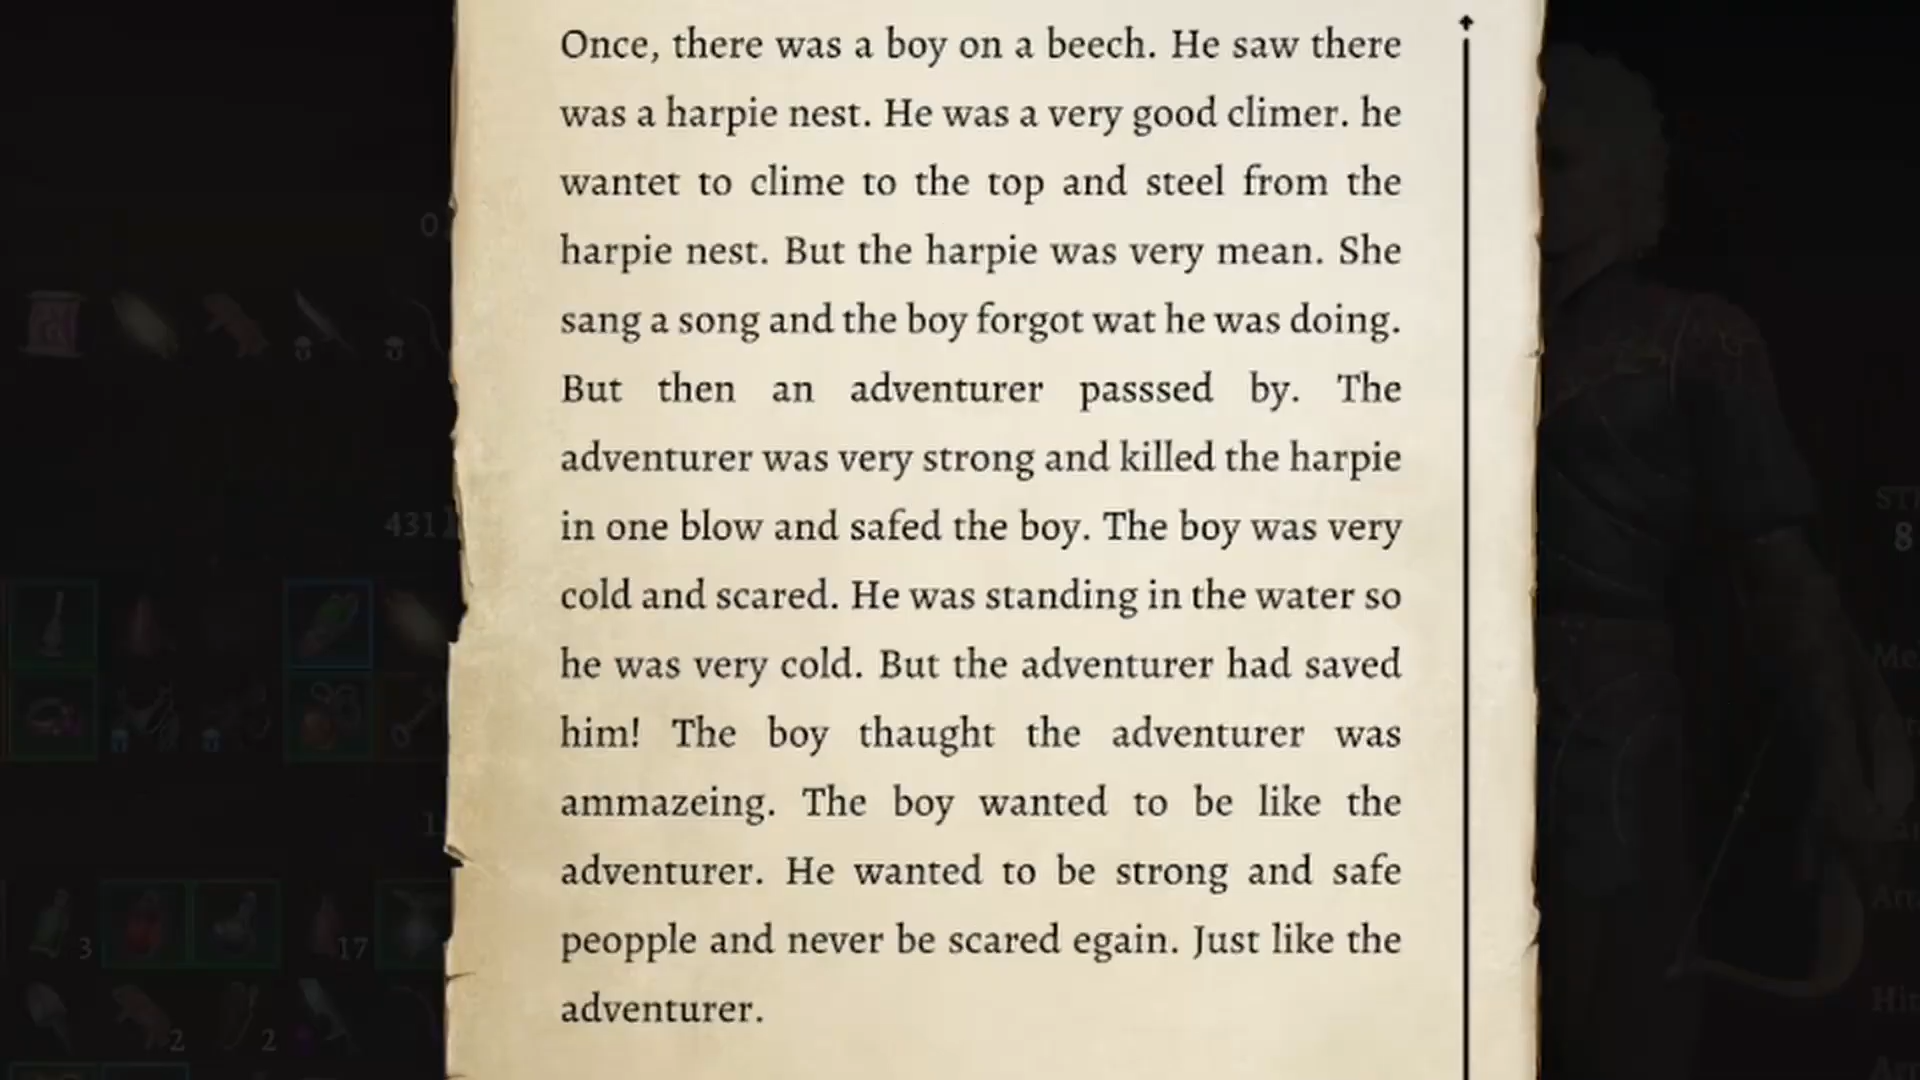 Once, there was a boy on a beech. He saw there
was a harpie nest. He was a very good climer. he
wantet to clime to the top and steel from the
harpie nest. But the harpie was very mean. She
sang a song and the boy forgot wat he was doing.
But then an adventurer passsed by. The
adventurer was very strong and killed the harpie
in one blow and safed the boy. The boy was very
cold and scared. He was standing in the water so
he was very cold. But the adventurer had saved
him! The boy thaught the adventurer was
ammazeing. The boy wanted to be like the
adventurer. He wanted to be strong and safe
peopple and never be scared egain. Just like the
adventurer.
431
3
17
2
2
8